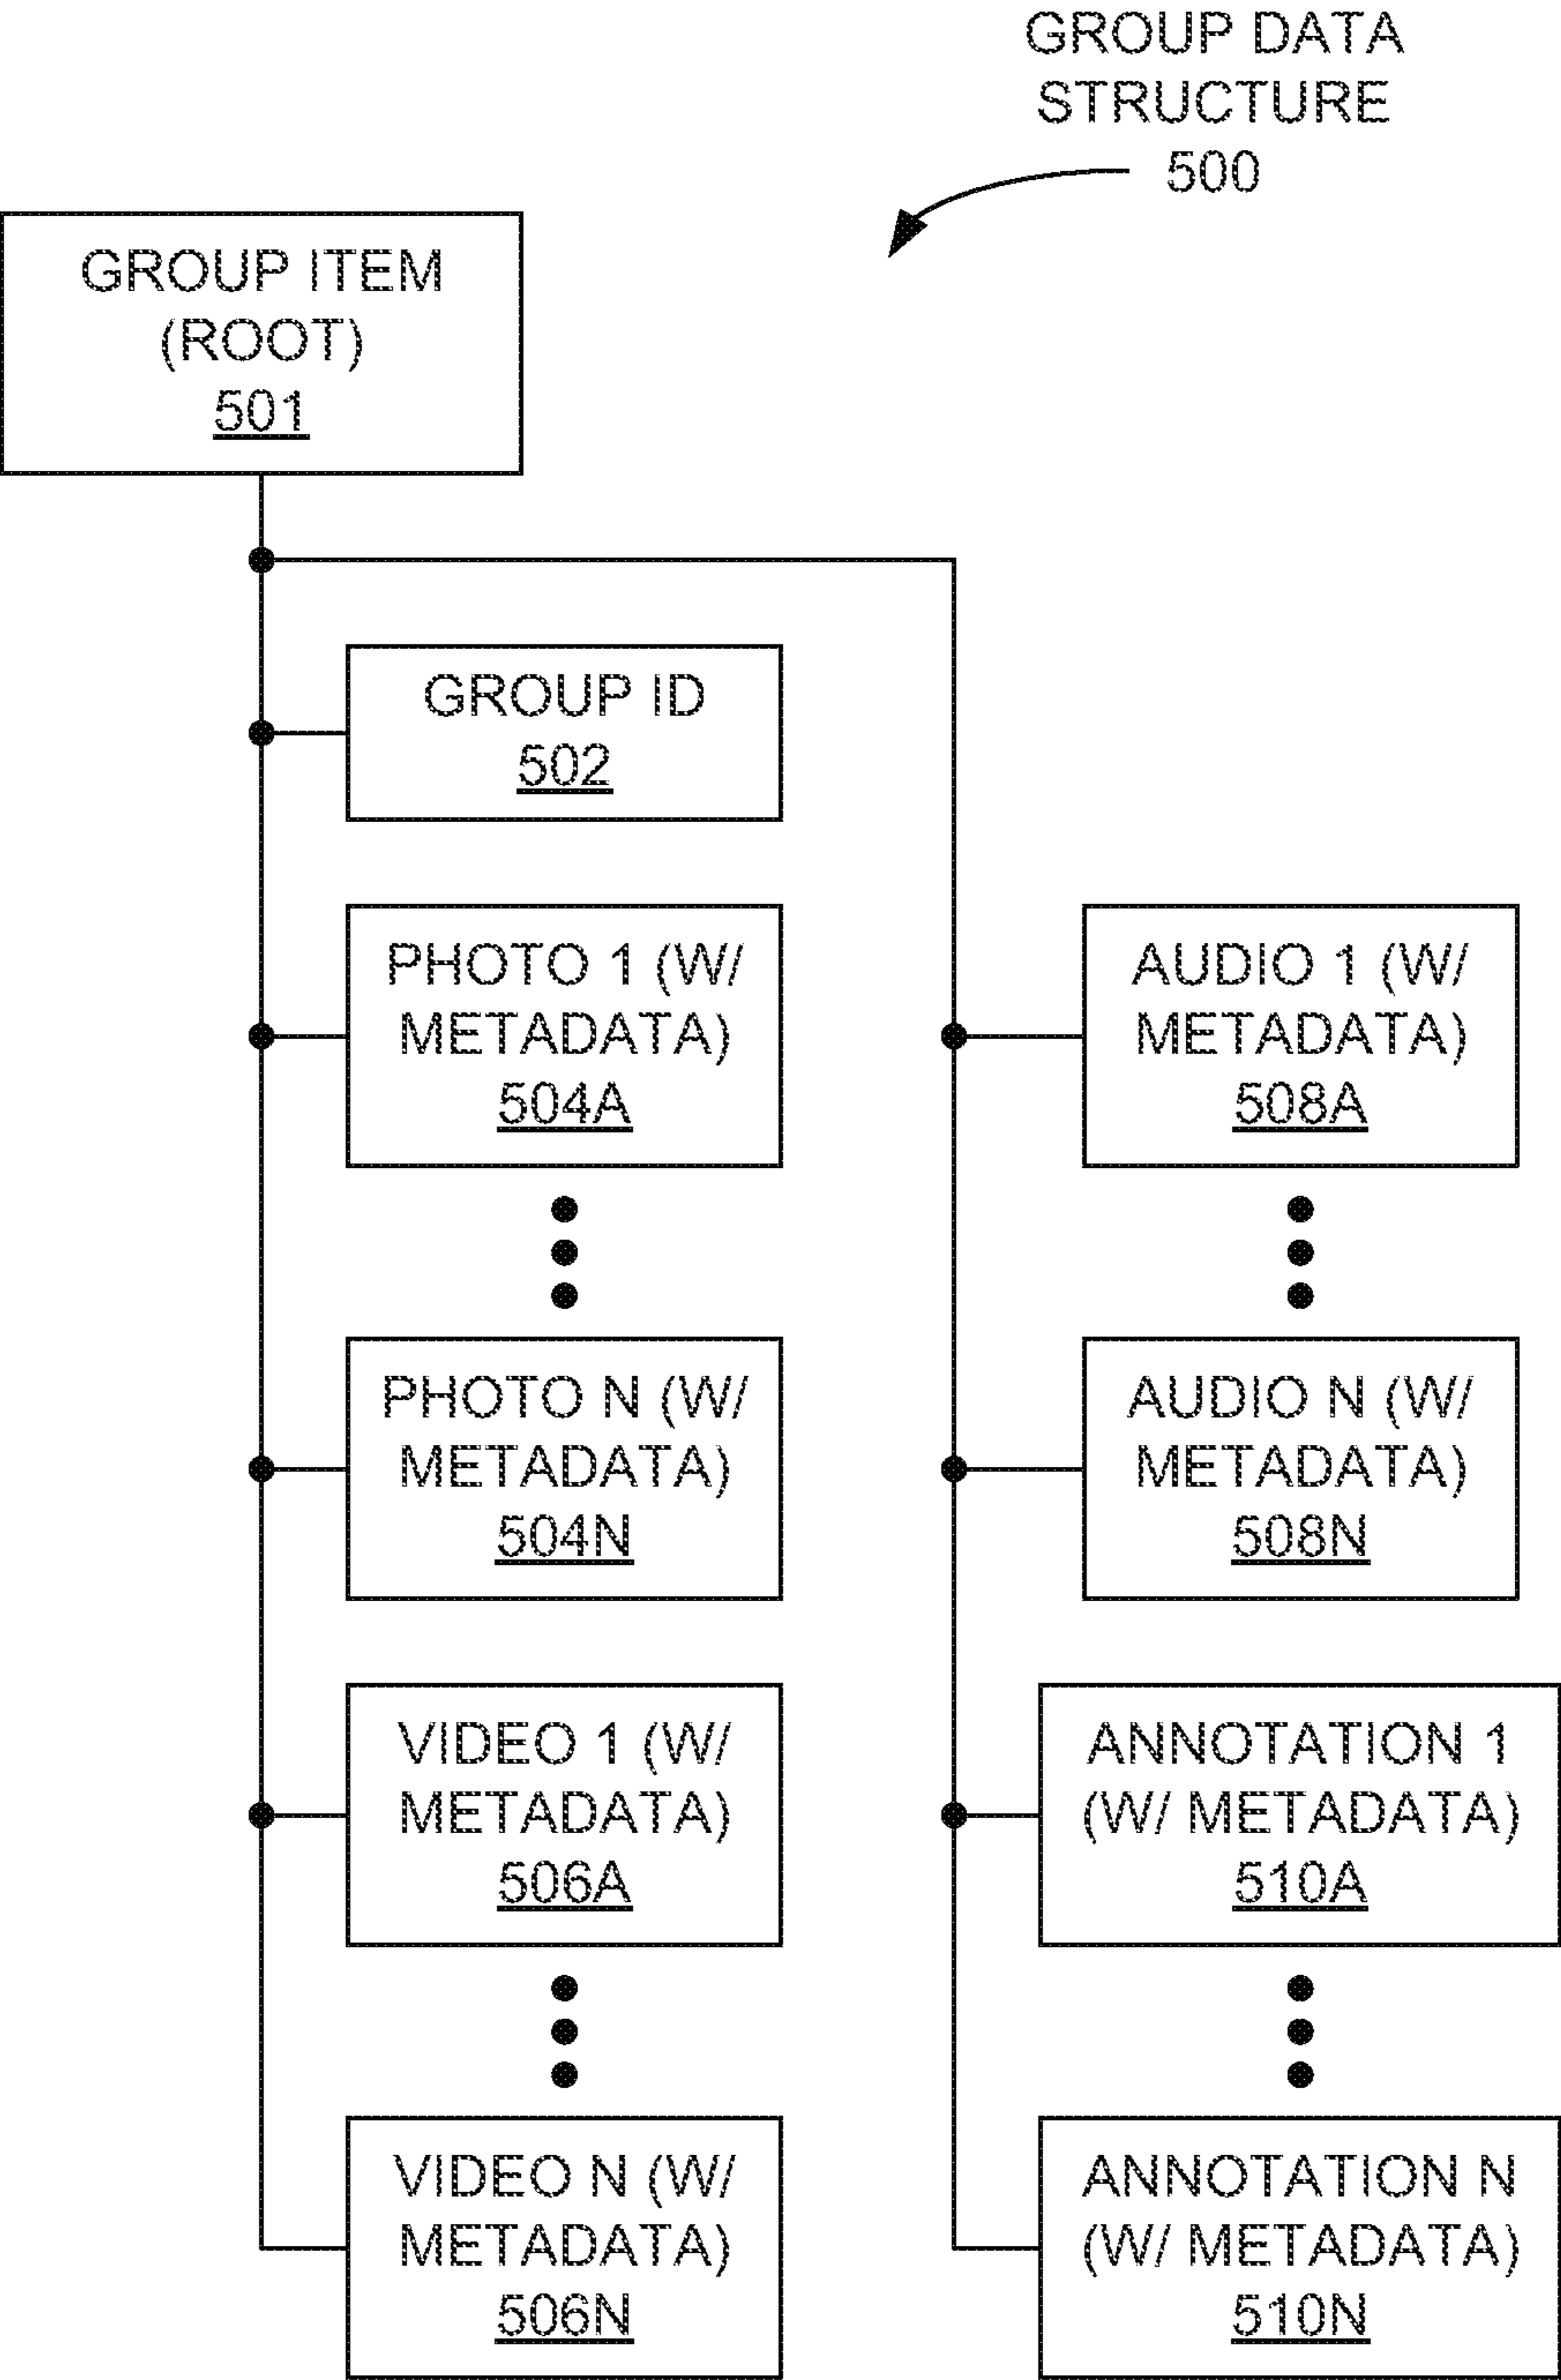 GROUP DATA
STRUCTURE
500
GROUP ITEM
(ROOT)
501
GROUP ID
502
PHOTO 1 (W/
METADATA)
504A
PHOTO N (W/
METADATA)
504N
VIDEO 1 (W/
METADATA)
506A
VIDEO N (W/
METADATA)
506N
AUDIO 1 (W/
METADATA)
508A
AUDIO N (W/
METADATA)
508N
ANNOTATION 1
(W/ METADATA)
510A
ANNOTATION N
(W/ METADATA)
510N